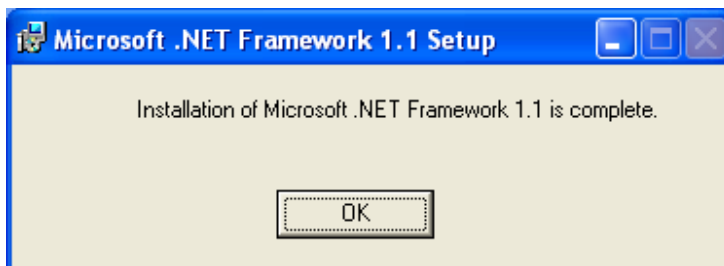 Microsoft .NET Framework 1.1 Setup
Installation of Microsoft .NET Framework 1.1 is complete.
OK